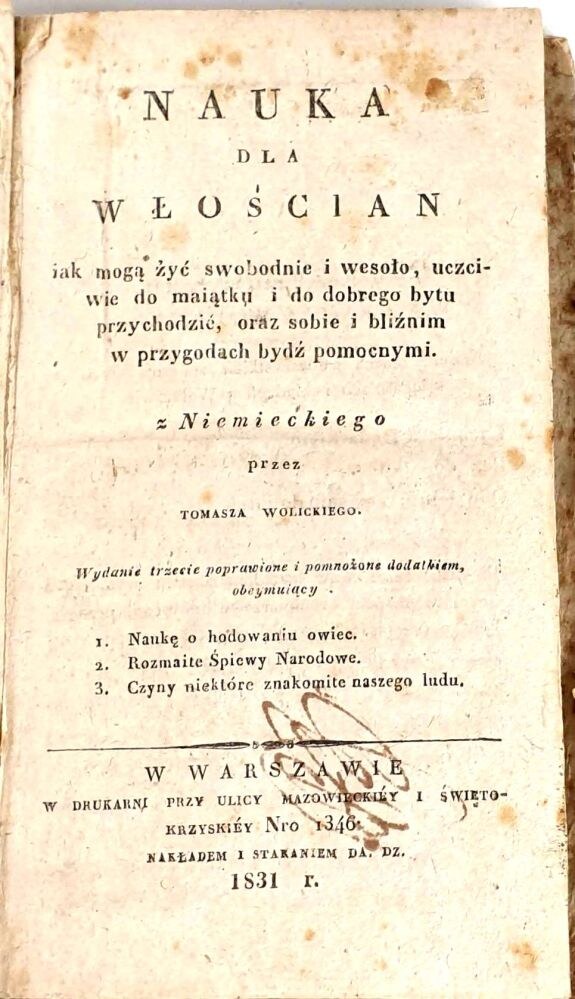 NAUKA
DLA
WŁOŚCIAN
iak mogą żyć swobodnie i wesoło, uczci-
wie do maiątku i do dobrego bytu
przychodzić, oraz sobie i bliźnim
w przygodach bydź pomocnymi.
z Niemieckiego
przez
TOMASZA WOLICKIEGO.
Wydanie trzecie poprawione i pomnożone dodatkiem,
obeymuiący
1. Naukę o hodowaniu owiec.
2. Rozmaite Śpiewy Narodowe.
3. Czyny niektóre znakomite naszego ludu.
W WARSZAWIE
W DRUKARNI PRZY ULICY MAZOWIECKIÉY I ŚWIĘTO-
KRZYSKIÉY Nro 1346.
NAKŁADEM I STARANIEM DA. DZ.
1831 r.